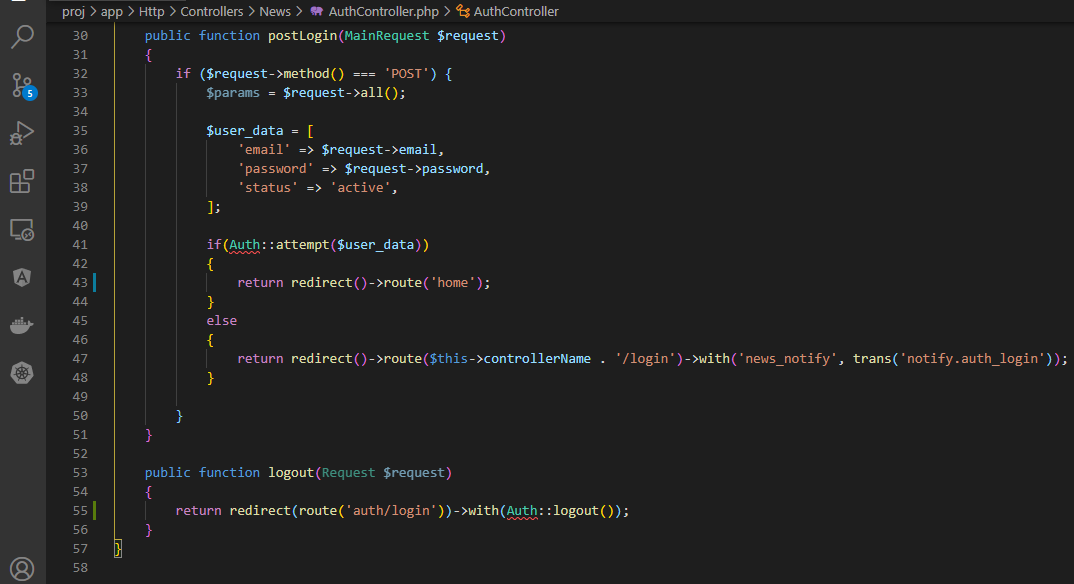 proj > app > Http > Controllers > News > AuthController.php > AuthController
30 public function postLogin(MainRequest $request)
31 {
32 if ($request->method() === 'POST') {
33 $params = $request->all();
34
35 $user_data = [
36 'email' => $request->email,
37 'password' => $request->password,
38 'status' => 'active',
39 ];
40
41 if(Auth::attempt($user_data))
42 {
43 return redirect()->route('home');
44 }
45 else
46 {
47 return redirect()->route($this->controllerName . '/login')->with('news_notify', trans('notify.auth_login'));
48 }
49
50 }
51 }
52
53 public function logout(Request $request)
54 {
55 return redirect(route('auth/login'))->with(Auth::logout());
56 }
57 }
58
5